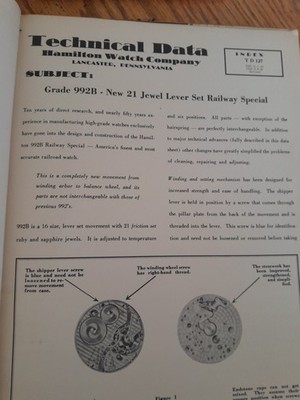 Technical Data
Hamilton Watch Company
LANCASTER, PENNSYLVANIA
INDEX
T D 147
SUBJECT:
Grade 992B - New 21 Jewel Lever Set Railway Special
Ten years of direct research, and nearly fifty years ex-
perience in manufacturing high-grade watches exclusively
have gone into the design and construction of the Hamil-
ton 992B Railway Special — America's finest and most
accurate railroad watch.
This is a completely new movement from
winding arbor to balance wheel, and its
parts are not interchangeable with those of
previous 992's.
992B is a 16 size, lever set movement with 21 friction set
ruby and sapphire jewels. It is adjusted to temperature
and six positions. All parts — with exception of the
hairspring — are perfectly interchangeable. In addition
to major technical advances (fully described in this data
sheet) other changes have greatly simplified the problems
of cleaning, repairing and adjusting.
Winding and setting mechanism has been designed for
increased strength and ease of handling. The shipper
lever is held in position by a screw that comes through
the pillar plate from the back of the movement and is
threaded into the lever. This screw is blue for identifica-
tion and need not be loosened or removed before taking
The shipper lever screw
is blue and need not be
loosened to re-
move movement
from case.
The winding wheel screw
has right-hand thread.
The stemwork has
been improved,
strengthened,
and simpli-
fied.
Figure 1
Endstone caps can not get